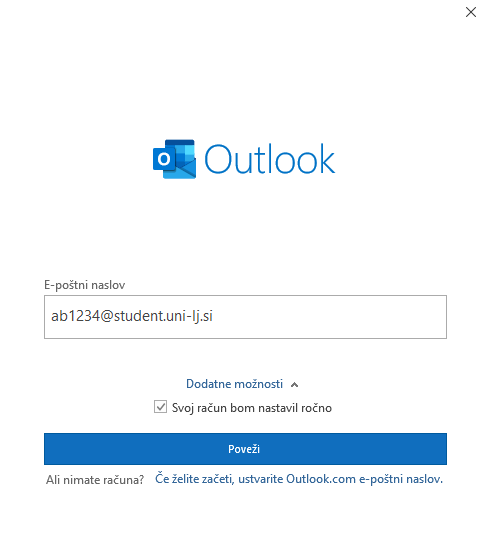 Outlook
E-poštni naslov
ab1234@student.uni-lj.si
Dodatne možnosti
Svoj račun bom nastavil ročno
Poveži
Ali nimate računa? Če želite začeti, ustvarite Outlook.com e-poštni naslov.